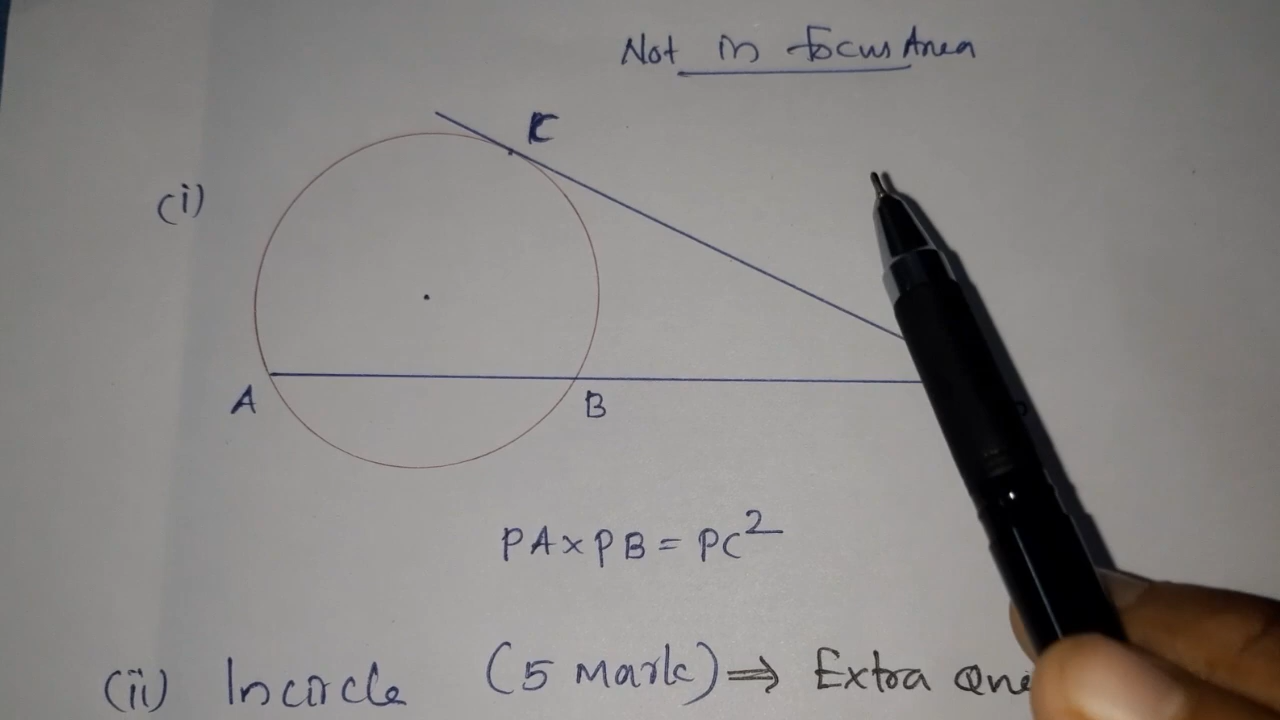 Not in focus Area
C
(i)
A
B
PA×PB = PC²
(ii) Incircle (5 mark) ⇒ Extra